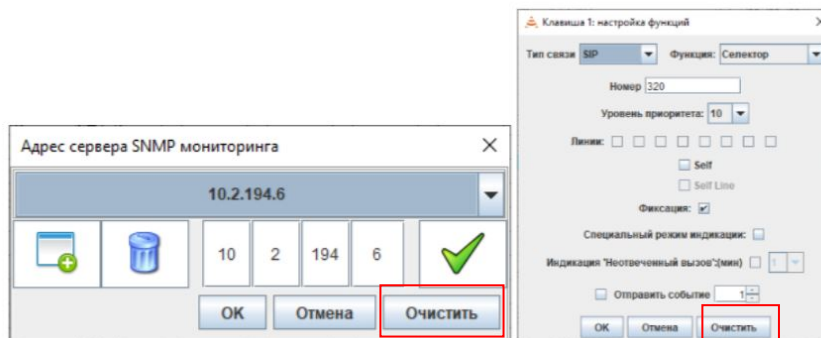 Адрес сервера SNMP мониторинга
10.2.194.6
10 2 194 6
OK Отмена Очистить
Клавиша 1: настройка функций
Тип связи SIP Функция: Селектор
Номер 320
Уровень приоритета: 10
Линии:
Self
Self Line
Фиксация:
Специальный режим индикации:
Индикация "Неотвеченный вызов":(мин) 1
Отправить событие 1
OK Отмена Очистить